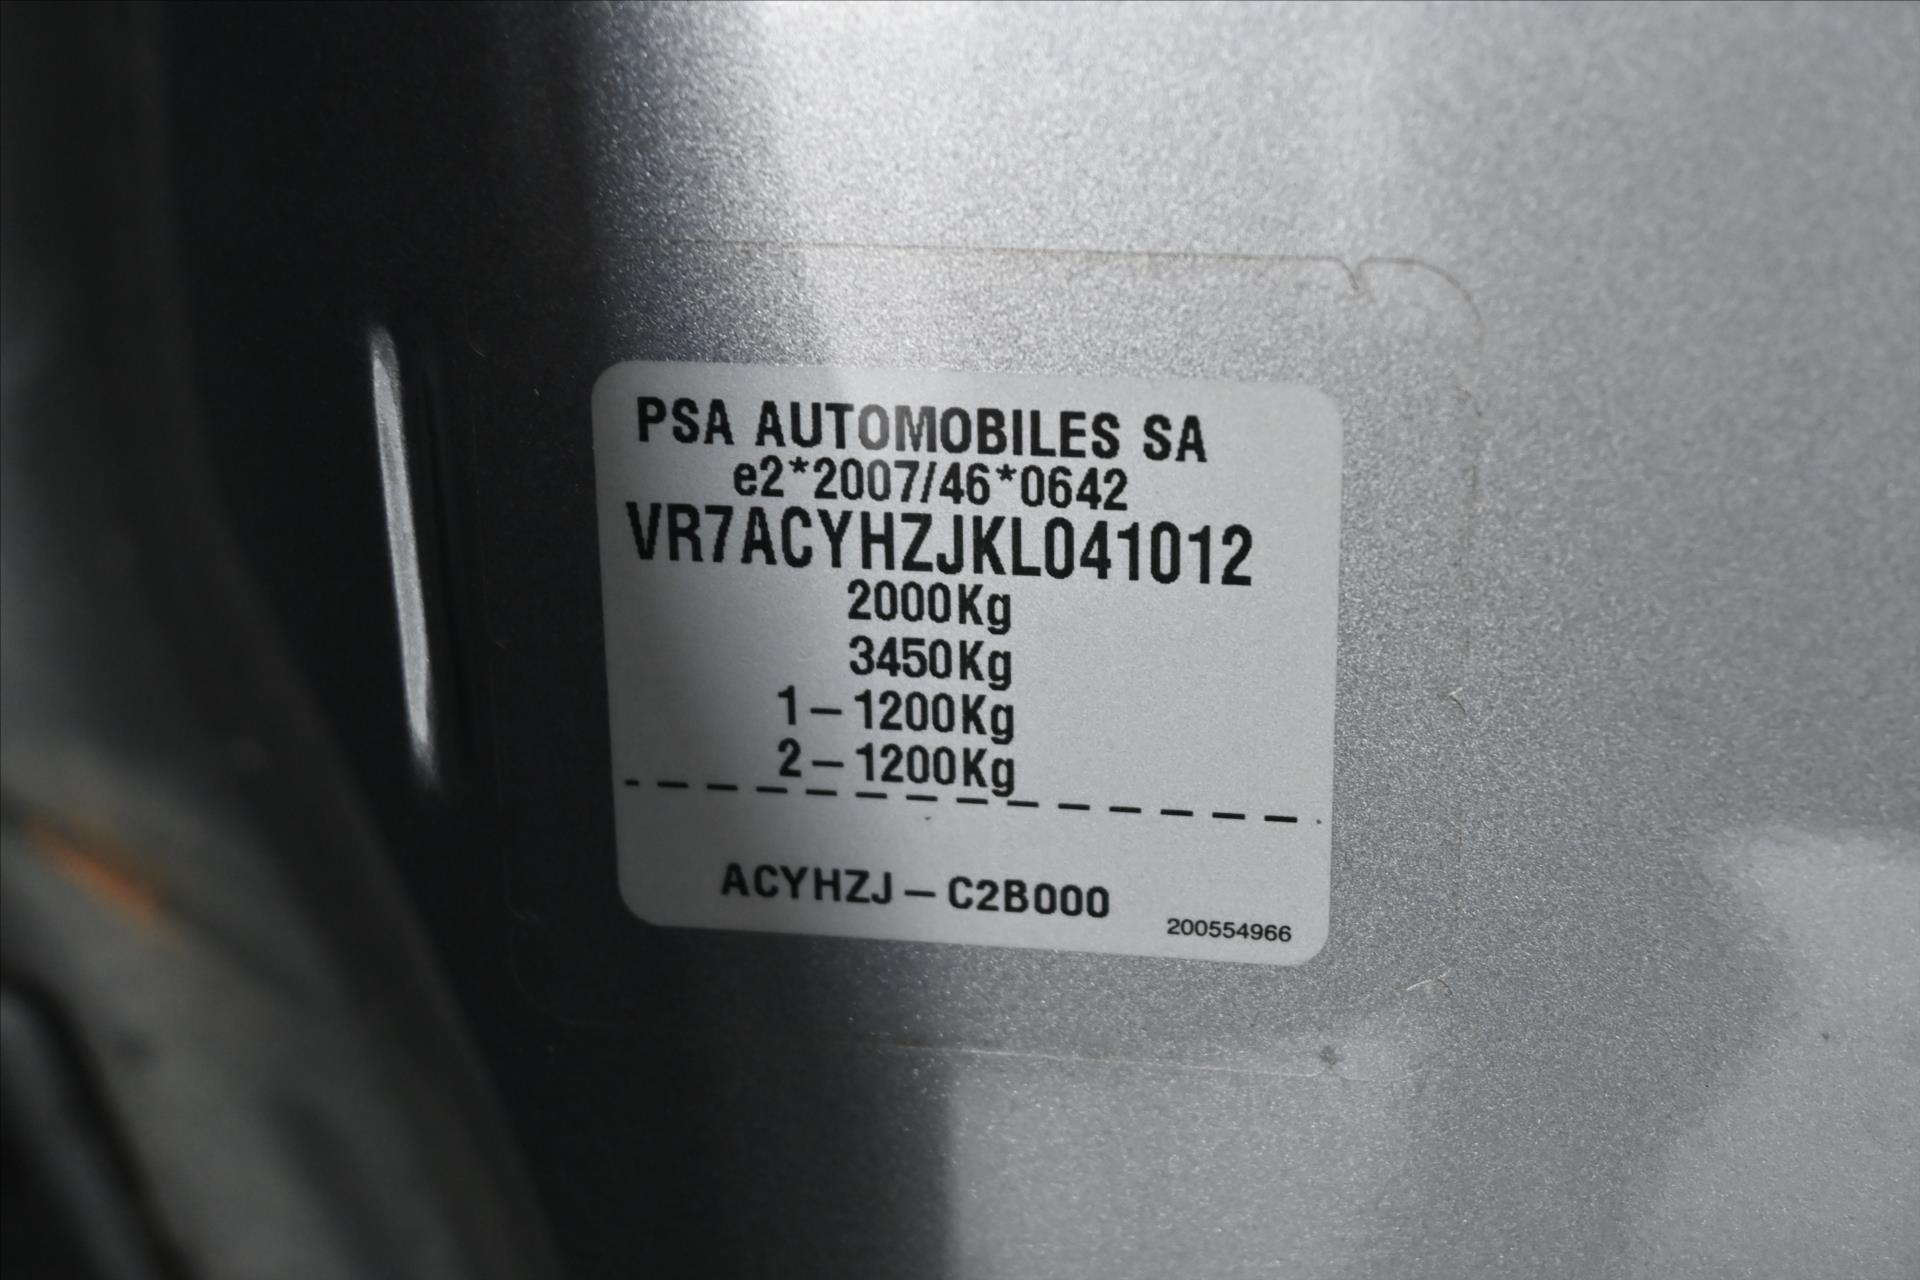 PSA AUTOMOBILES SA
e2*2007/46*0642
VR7ACYHZJKL041012
2000Kg
3450Kg
1 – 1200Kg
2 – 1200Kg
ACYHZJ – C2B000
200554966